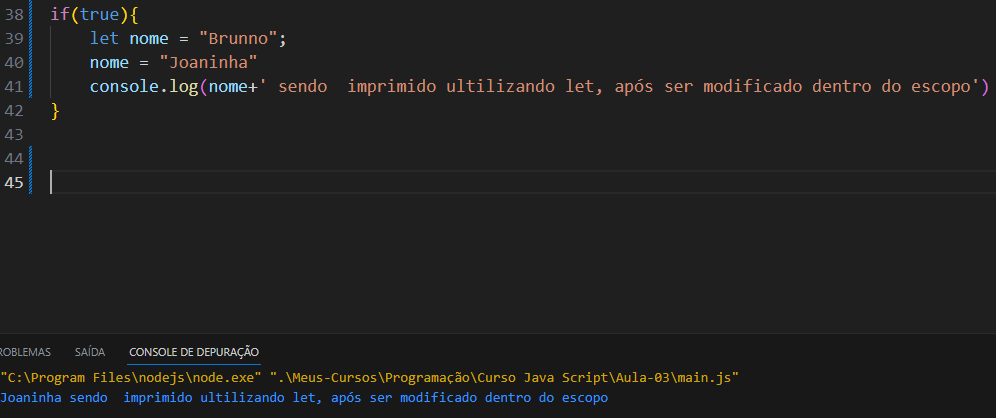 38 if(true){
39     let nome = "Brunno";
40     nome = "Joaninha"
41     console.log(nome+' sendo  imprimido ultilizando let, após ser modificado dentro do escopo')
42 }
43
44
45
ROBLEMAS SAÍDA CONSOLE DE DEPURAÇÃO
"C:\Program Files\nodejs\node.exe" ".\Meus-Cursos\Programação\Curso Java Script\Aula-03\main.js"
Joaninha sendo  imprimido ultilizando let, após ser modificado dentro do escopo